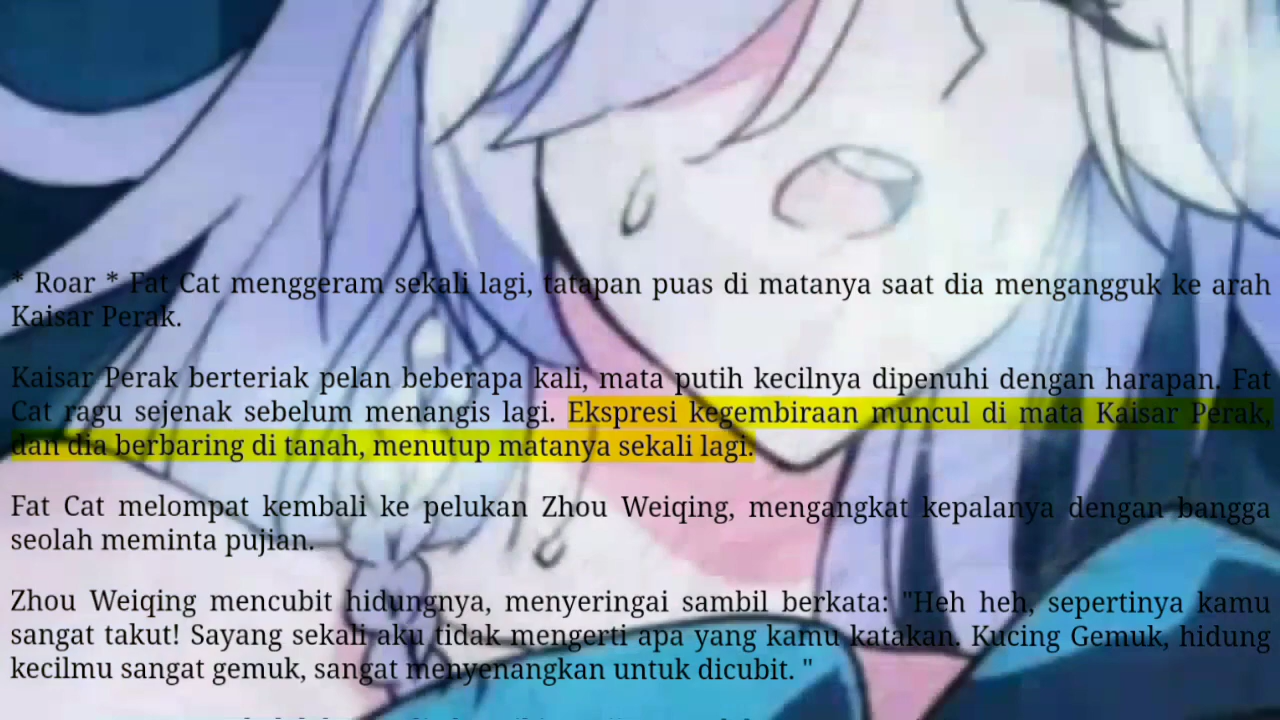 * Roar * Fat Cat menggeram sekali lagi, tatapan puas di matanya saat dia mengangguk ke arah
Kaisar Perak.
Kaisar Perak berteriak pelan beberapa kali, mata putih kecilnya dipenuhi dengan harapan. Fat
Cat ragu sejenak sebelum menangis lagi. Ekspresi kegembiraan muncul di mata Kaisar Perak,
dan dia berbaring di tanah, menutup matanya sekali lagi.
Fat Cat melompat kembali ke pelukan Zhou Weiqing, mengangkat kepalanya dengan bangga
seolah meminta pujian.
Zhou Weiqing mencubit hidungnya, menyeringai sambil berkata: "Heh heh, sepertinya kamu
sangat takut! Sayang sekali aku tidak mengerti apa yang kamu katakan. Kucing Gemuk, hidung
kecilmu sangat gemuk, sangat menyenangkan untuk dicubit. "